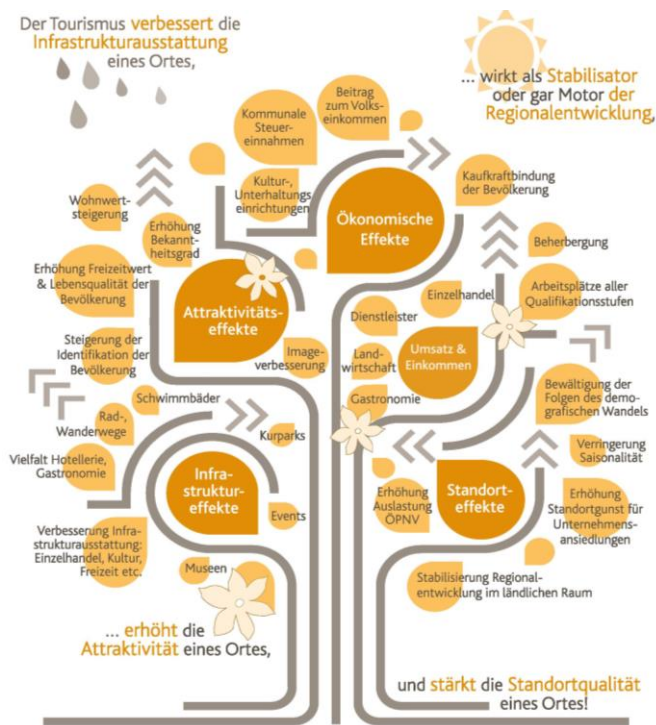 Der Tourismus verbessert die
Infrastrukturausstattung
eines Ortes,
... wirkt als Stabilisator
oder gar Motor der
Regionalentwicklung,
Beitrag
zum Volks-
einkommen
Kommunale
Steuer-
einnahmen
Kultur-,
Unterhaltungs
einrichtungen
Ökonomische
Effekte
Kaufkraftbindung
der Bevölkerung
Wohnwert-
steigerung
Erhöhung
Bekannt-
heitsgrad
Beherbergung
Erhöhung Freizeitwert
& Lebensqualität der
Bevölkerung
Attraktivitäts-
effekte
Einzelhandel
Arbeitsplätze aller
Qualifikationsstufen
Dienstleister
Steigerung der
Identifikation der
Bevölkerung
Image-
verbesserung
Land-
wirtschaft
Umsatz &
Einkommen
Gastronomie
Bewältigung der
Folgen des demo-
grafischen Wandels
Schwimmbäder
Rad-,
Wanderwege
Kurparks
Verringerung
Saisonalität
Vielfalt Hotellerie,
Gastronomie
Infra-
struktur-
effekte
Erhöhung
Auslastung
ÖPNV
Standort-
effekte
Erhöhung
Standortgunst für
Unternehmens-
ansiedlungen
Events
Verbesserung Infra-
strukturausstattung:
Einzelhandel, Kultur,
Freizeit etc.
Museen
Stabilisierung Regional-
entwicklung im ländlichen Raum
... erhöht die
Attraktivität eines Ortes,
und stärkt die Standortqualität
eines Ortes!